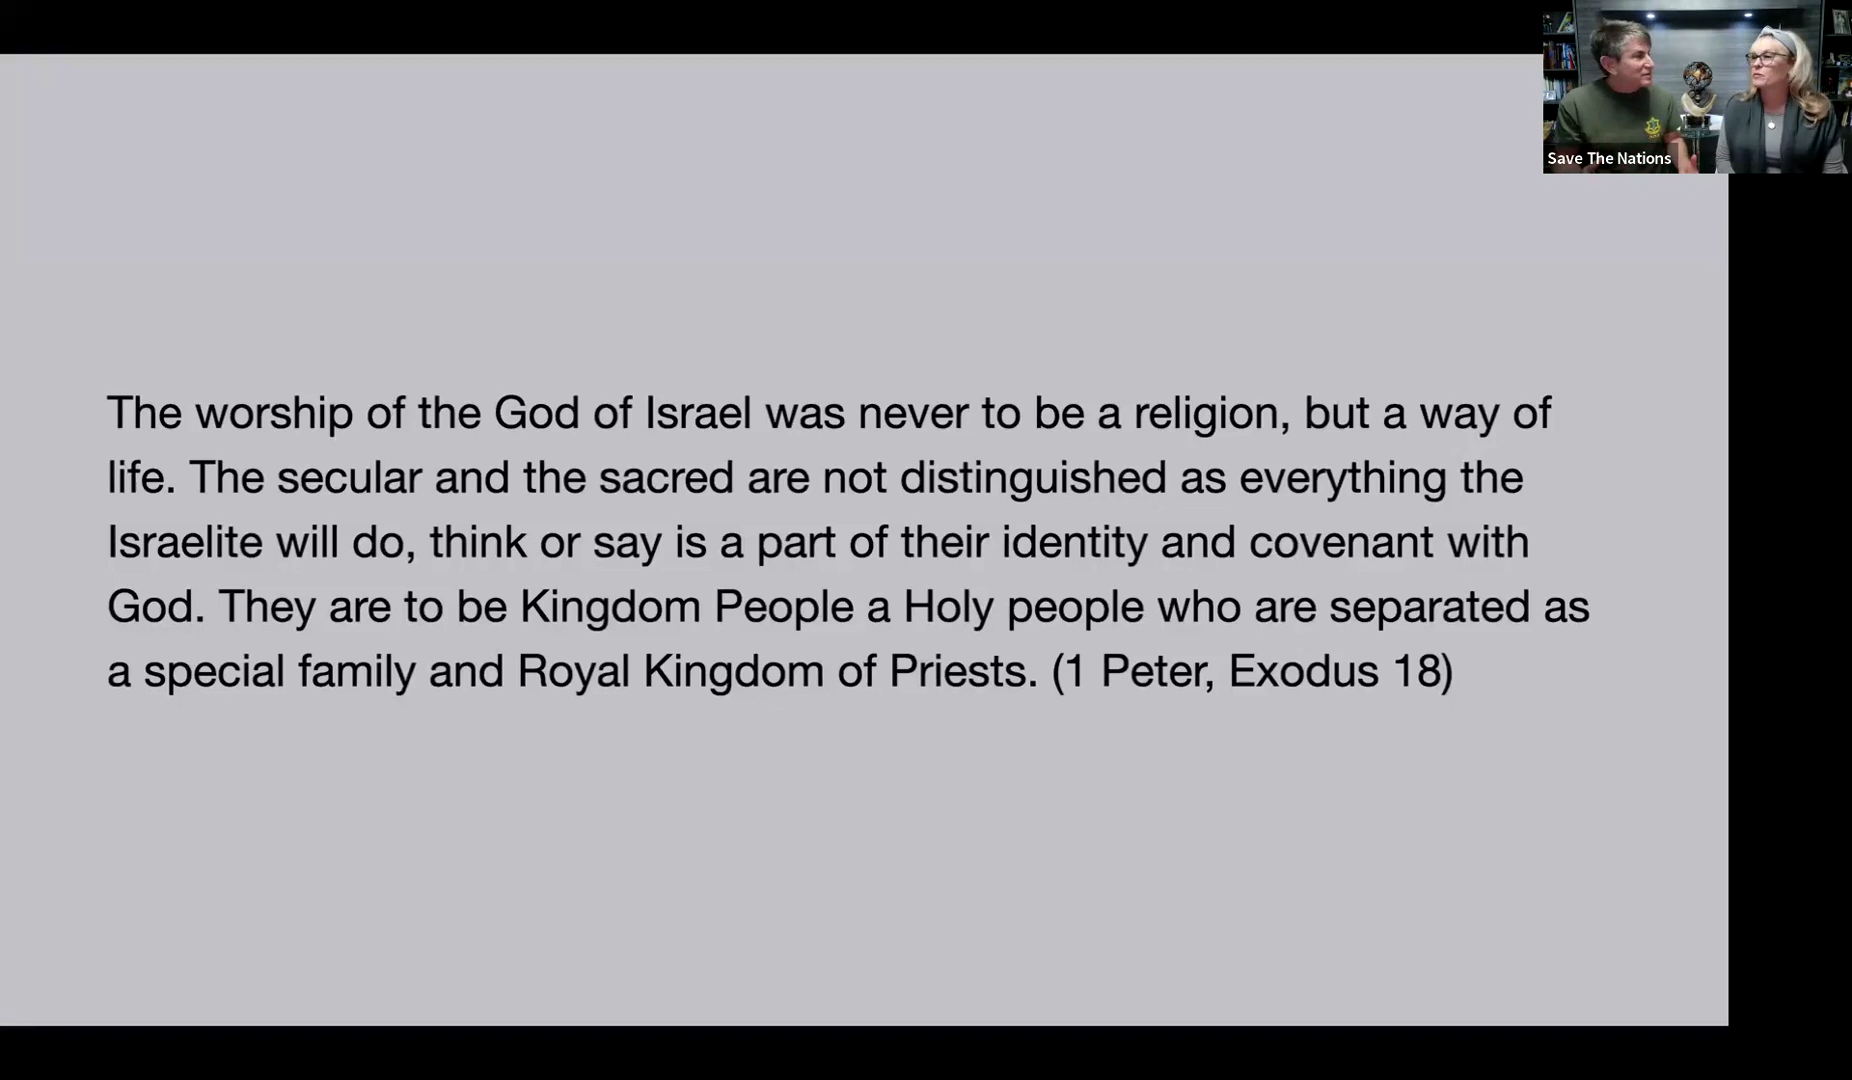 Save The Nations
The worship of the God of Israel was never to be a religion, but a way of
life. The secular and the sacred are not distinguished as everything the
Israelite will do, think or say is a part of their identity and covenant with
God. They are to be Kingdom People a Holy people who are separated as
a special family and Royal Kingdom of Priests. (1 Peter, Exodus 18)